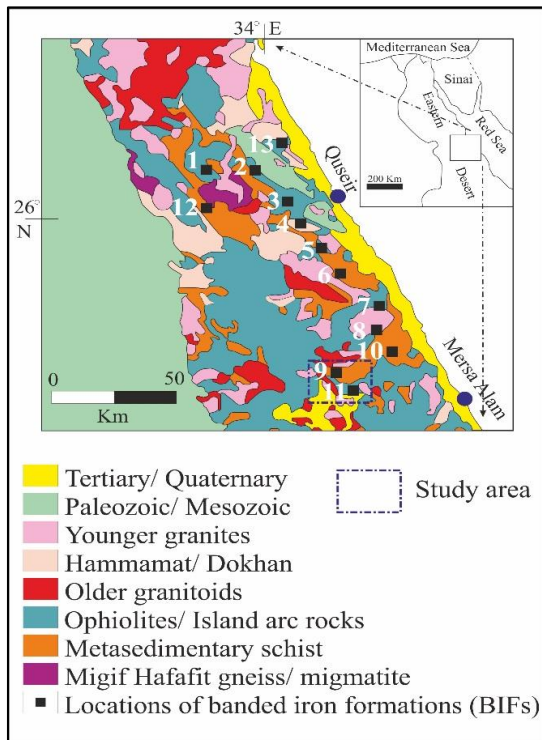 34° E
Mediterranean Sea
Sinai
Eastern
Desert
Red Sea
200 Km
Quseir
13
1
2
3
12
26°
N
4
5
6
7
8
10
9
11
Mersa Alam
0 50
Km
Tertiary/ Quaternary
Study area
Paleozoic/ Mesozoic
Younger granites
Hammamat/ Dokhan
Older granitoids
Ophiolites/ Island arc rocks
Metasedimentary schist
Migif Hafafit gneiss/ migmatite
Locations of banded iron formations (BIFs)